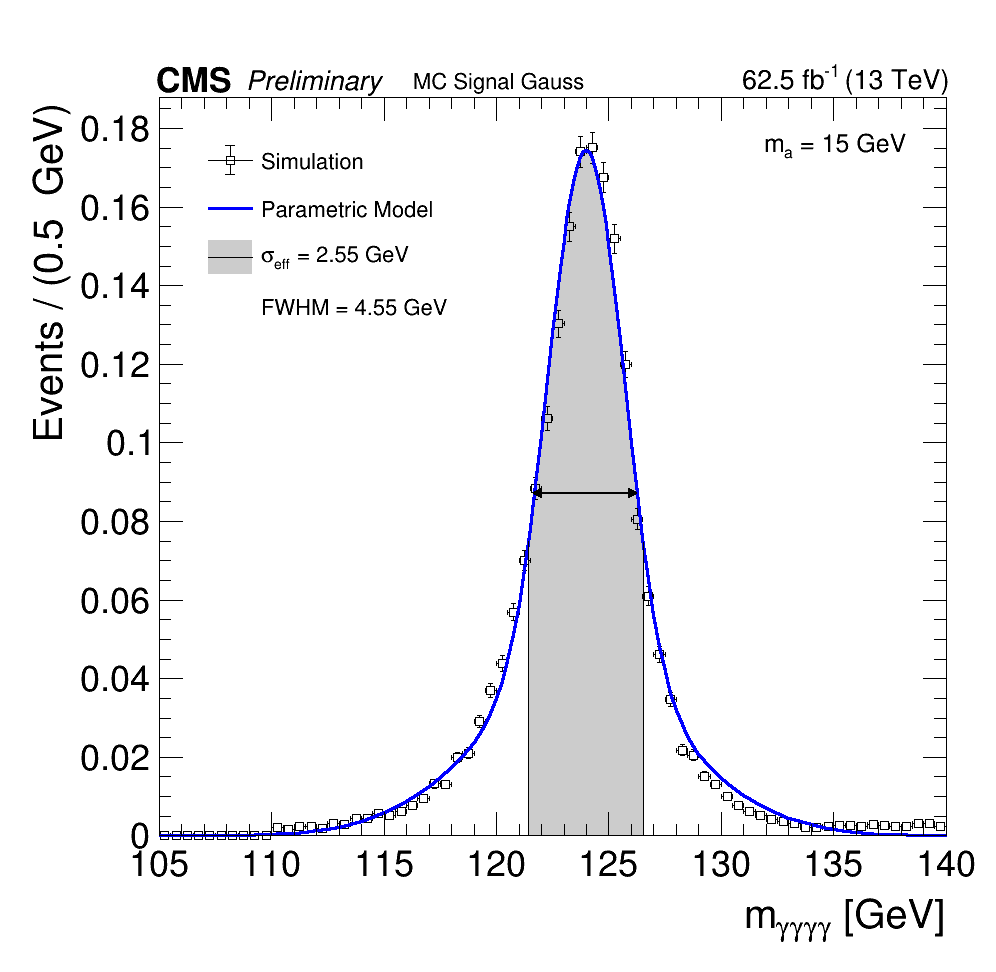 CMS Preliminary MC Signal Gauss 62.5 fb⁻¹ (13 TeV)
mₐ = 15 GeV
Simulation
Parametric Model
σeff = 2.55 GeV
FWHM = 4.55 GeV
Events / (0.5 GeV)
0.18
0.16
0.14
0.12
0.1
0.08
0.06
0.04
0.02
0
105 110 115 120 125 130 135 140
mγγγγ [GeV]